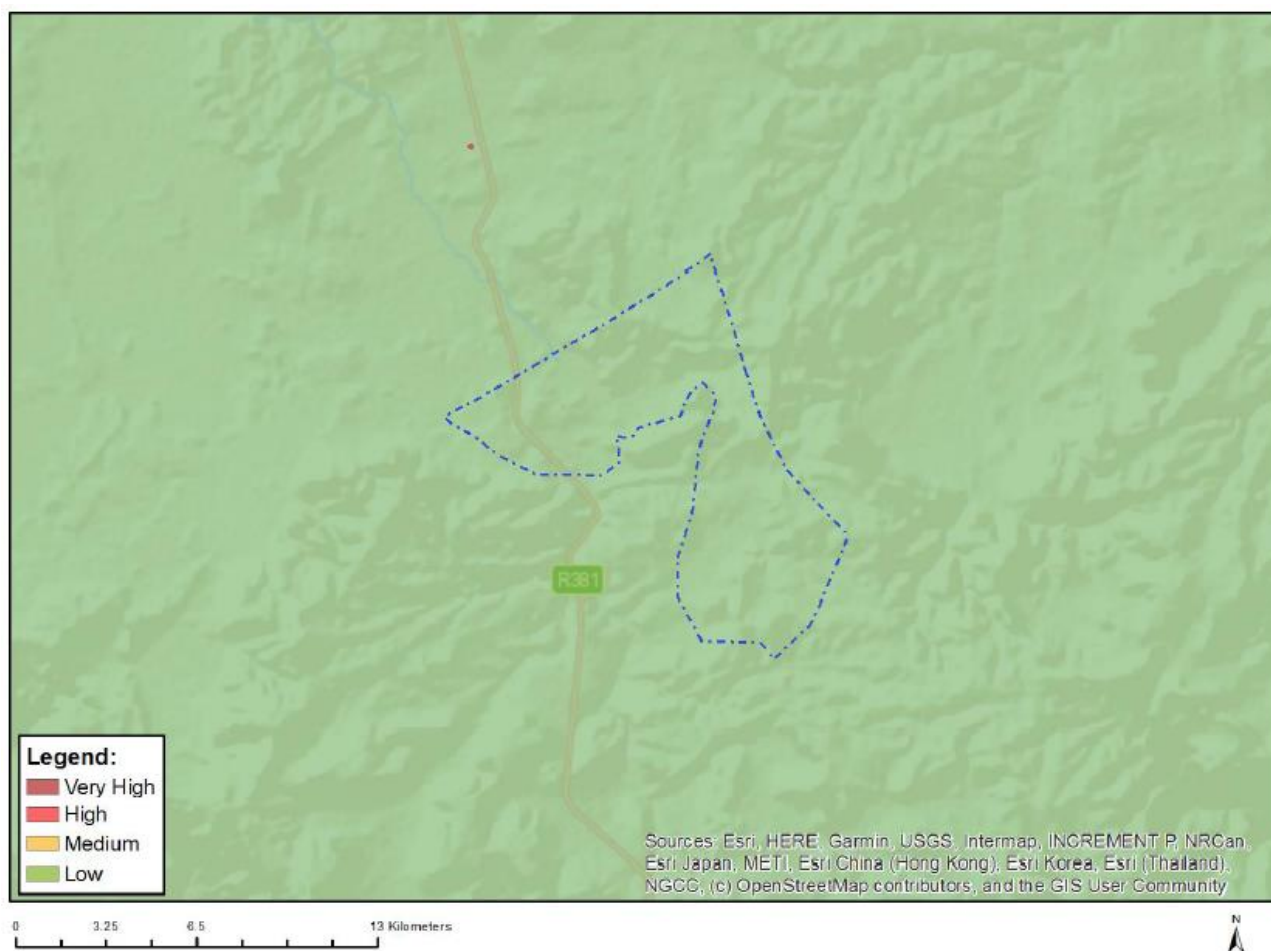 R381
Legend:
Very High
High
Medium
Low
Sources: Esri, HERE, Garmin, USGS, Intermap, INCREMENT P, NRCan,
Esri Japan, METI, Esri China (Hong Kong), Esri Korea, Esri (Thailand),
NGCC, (c) OpenStreetMap contributors, and the GIS User Community
0 3.25 6.5 13 Kilometers
N